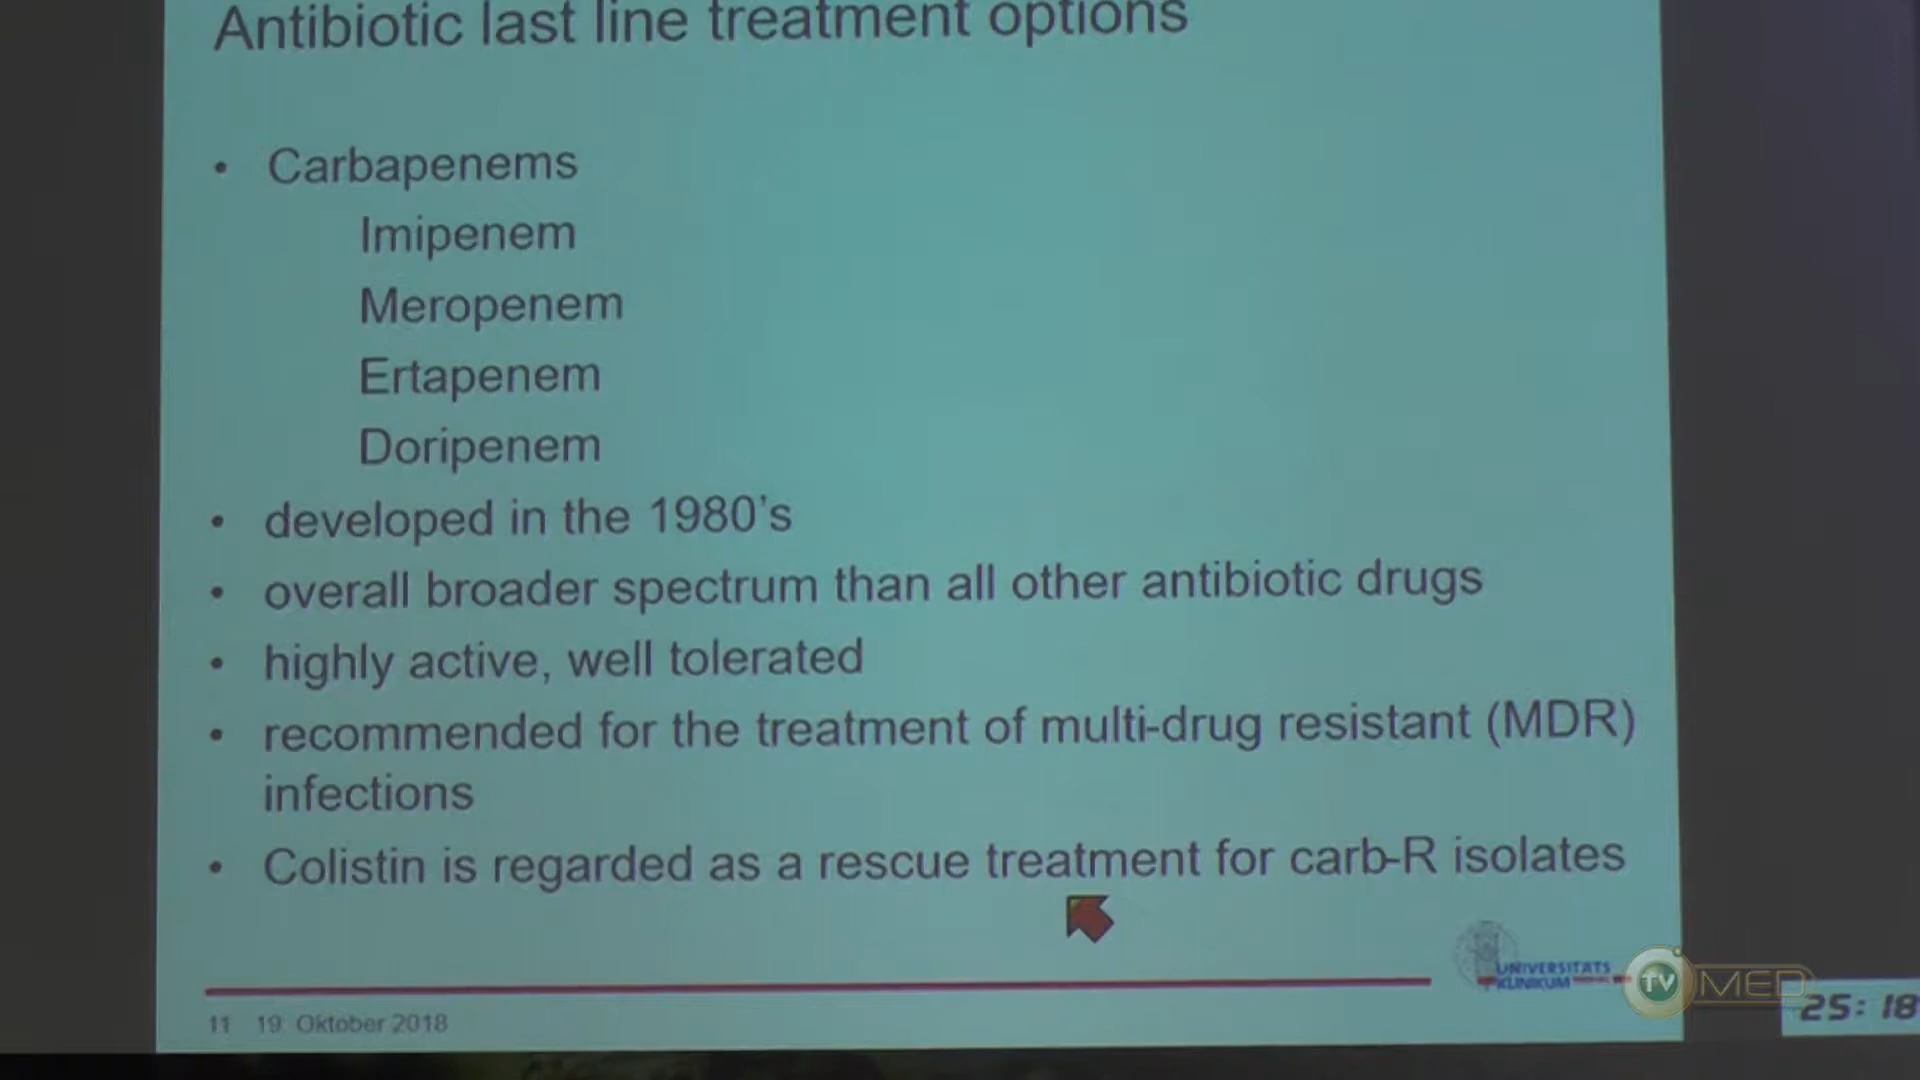 Antibiotic last line treatment options
• Carbapenems
Imipenem
Meropenem
Ertapenem
Doripenem
• developed in the 1980's
• overall broader spectrum than all other antibiotic drugs
• highly active, well tolerated
• recommended for the treatment of multi-drug resistant (MDR)
infections
• Colistin is regarded as a rescue treatment for carb-R isolates
UNIVERSITATS
KLINIKUM
TV MED
25:18
11 19. Oktober 2018